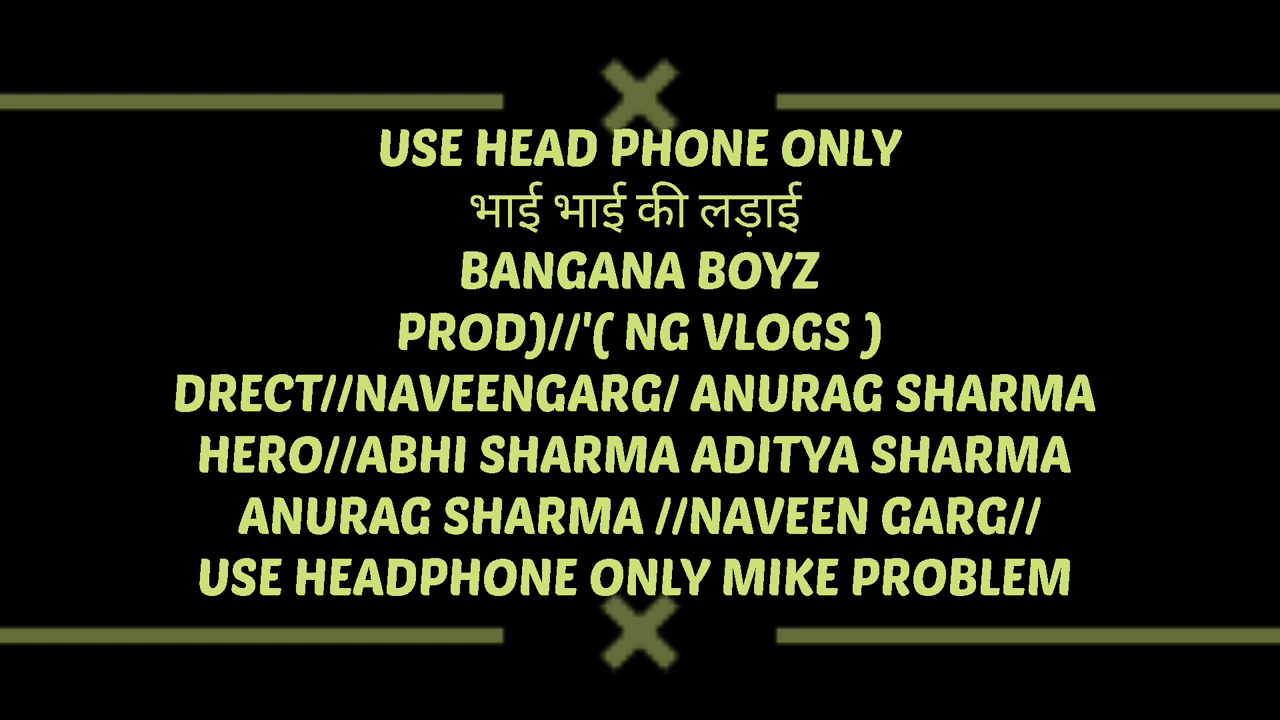 USE HEAD PHONE ONLY
भाई भाई की लड़ाई
BANGANA BOYZ
PROD)//'( NG VLOGS )
DRECT//NAVEENGARG/ ANURAG SHARMA
HERO//ABHI SHARMA ADITYA SHARMA
ANURAG SHARMA //NAVEEN GARG//
USE HEADPHONE ONLY MIKE PROBLEM